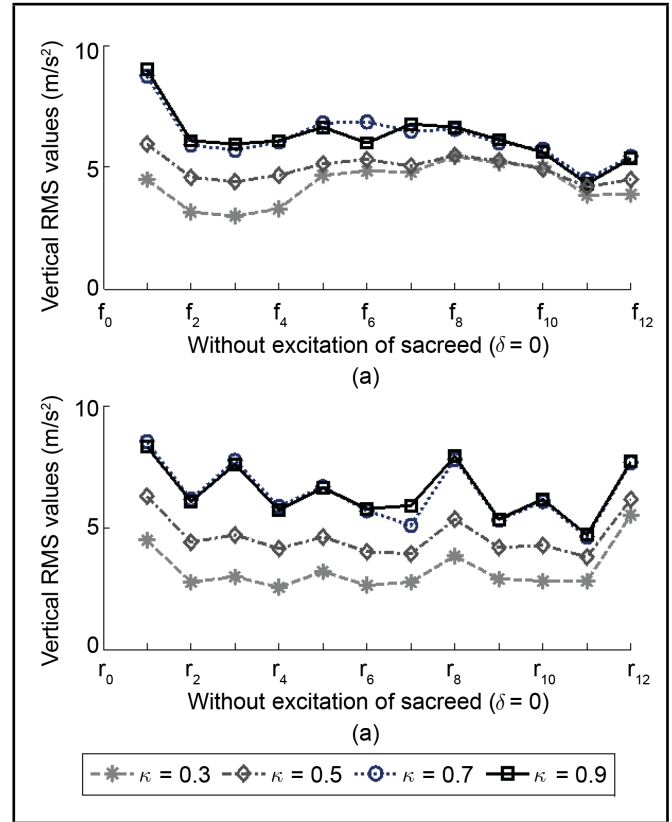 10
Vertical RMS values (m/s²)
5
0
f₀ f₂ f₄ f₆ f₈ f₁₀ f₁₂
Without excitation of sacreed (δ = 0)
(a)
10
Vertical RMS values (m/s²)
5
0
r₀ r₂ r₄ r₆ r₈ r₁₀ r₁₂
Without excitation of sacreed (δ = 0)
(a)
κ = 0.3 κ = 0.5 κ = 0.7 κ = 0.9